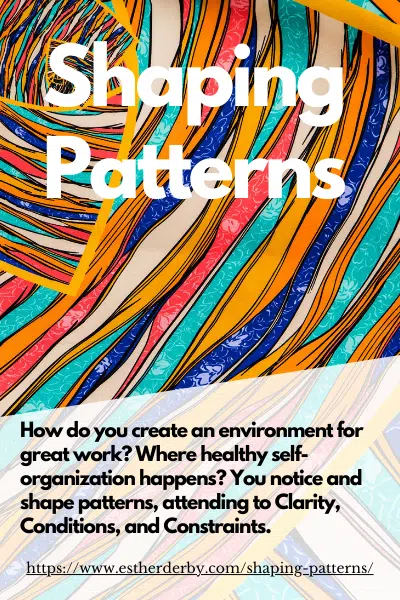 Shaping
Patterns
How do you create an environment for
great work? Where healthy self-
organization happens? You notice and
shape patterns, attending to Clarity,
Conditions, and Constraints.
https://www.estherderby.com/shaping-patterns/